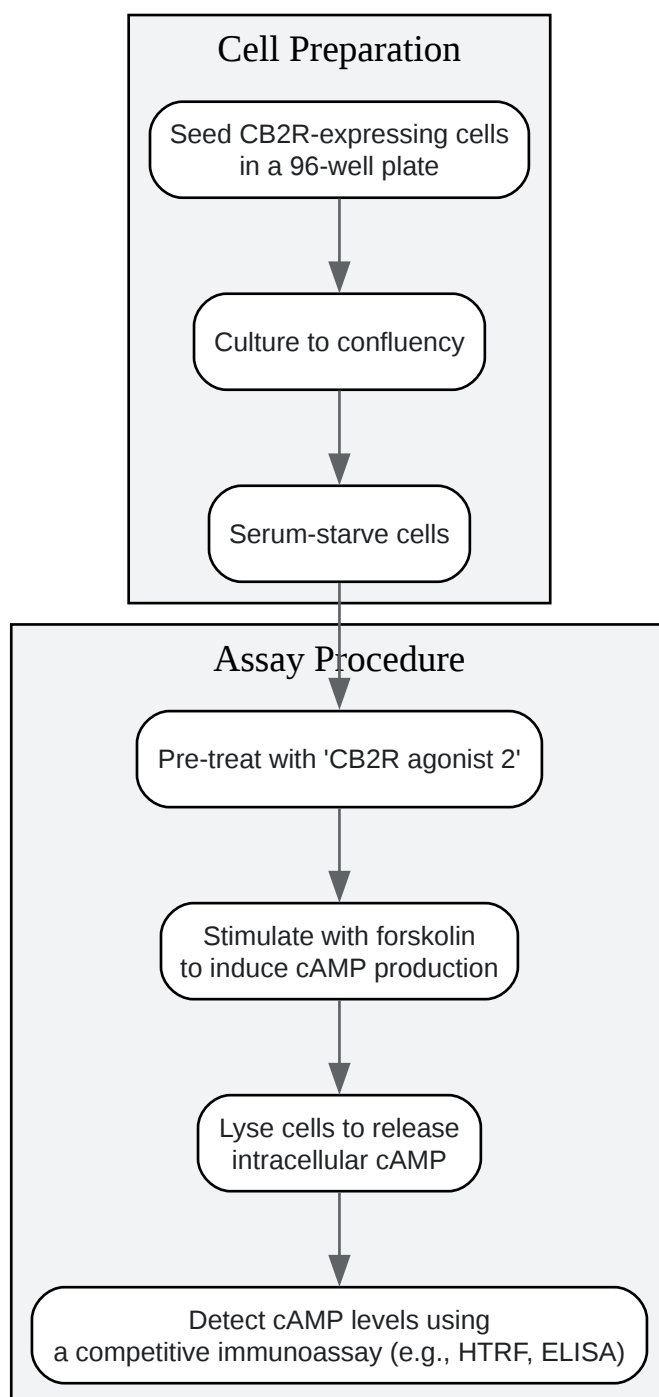 Cell Preparation
Seed CB2R-expressing cells
in a 96-well plate
Culture to confluency
Serum-starve cells
Assay Procedure
Pre-treat with 'CB2R agonist 2'
Stimulate with forskolin
to induce cAMP production
Lyse cells to release
intracellular cAMP
Detect cAMP levels using
a competitive immunoassay (e.g., HTRF, ELISA)